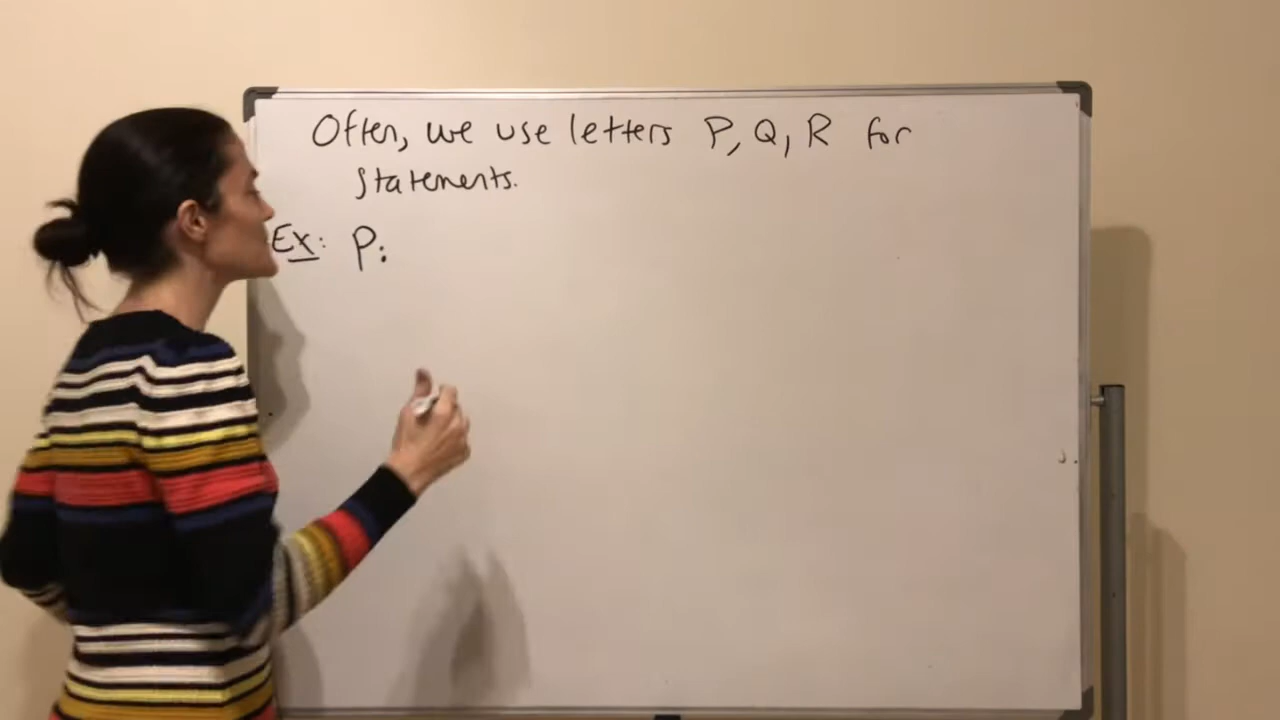 Often, we use letters P, Q, R for
statements.
Ex: P: